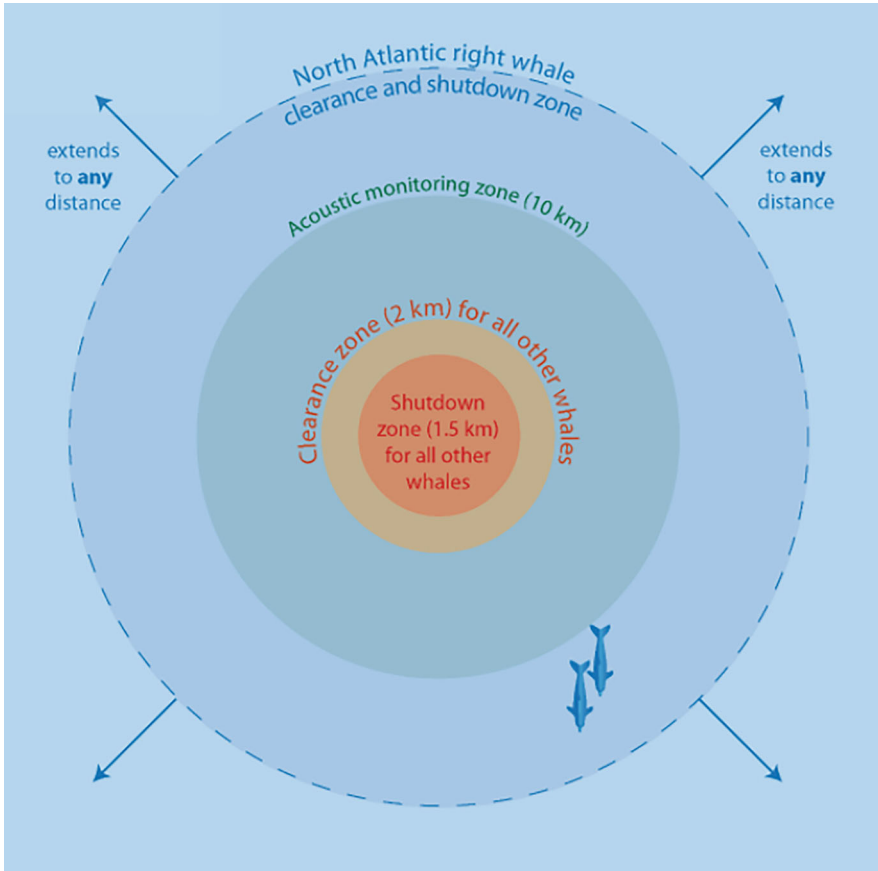 North Atlantic right whale
clearance and shutdown zone
extends
to any
distance
extends
to any
distance
Acoustic monitoring zone (10 km)
Clearance zone (2 km) for all other whales
Shutdown
zone (1.5 km)
for all other
whales